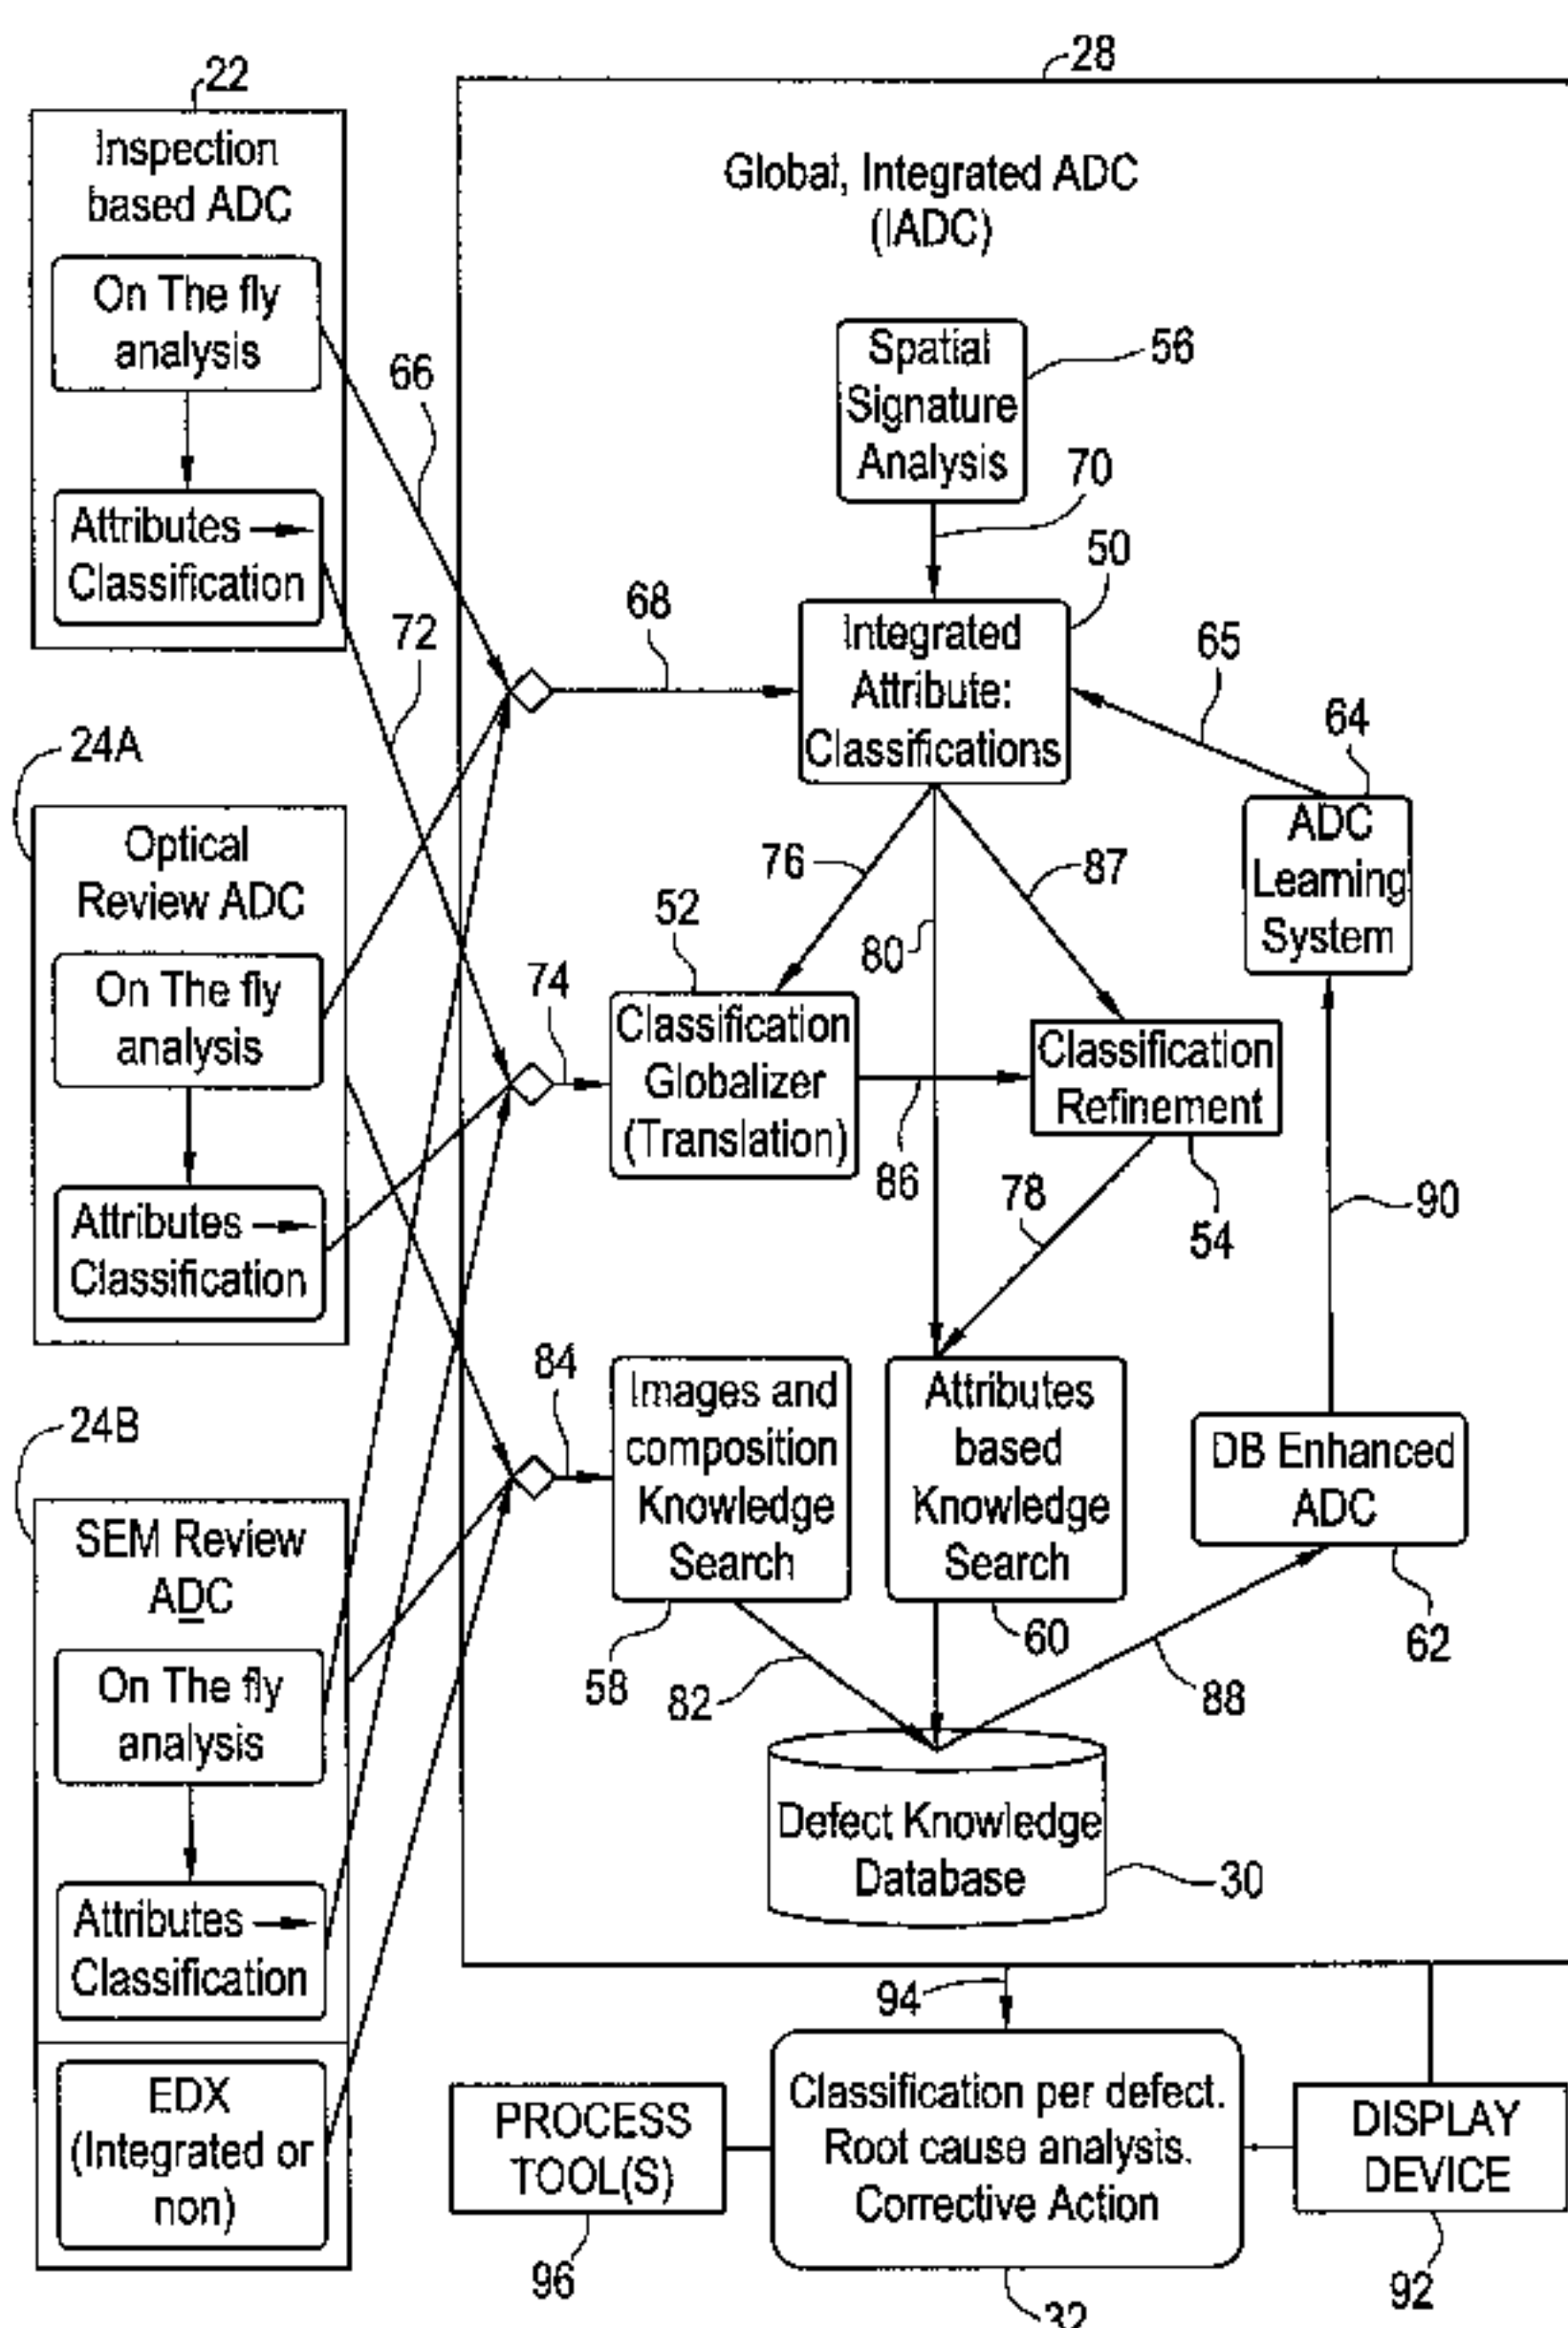 28
22
Inspection
based ADC
On The fly
analysis
Attributes →
Classification
66
72
24A
Optical
Review ADC
On The fly
analysis
Attributes →
Classification
24B
SEM Review
ADC
On The fly
analysis
Attributes →
Classification
EDX
(Integrated or
non)
Global, Integrated ADC
(IADC)
Spatial
Signature
Analysis
56
70
50
68
Integrated
Attribute:
Classifications
65
64
ADC
Learning
System
76
80
87
52
74
Classification
Globalizer
(Translation)
86
Classification
Refinement
54
78
90
84
Images and
composition
Knowledge
Search
58
82
Attributes
based
Knowledge
Search
60
DB Enhanced
ADC
62
88
Defect Knowledge
Database
30
94
PROCESS
TOOL(S)
96
Classification per defect.
Root cause analysis.
Corrective Action
32
DISPLAY
DEVICE
92